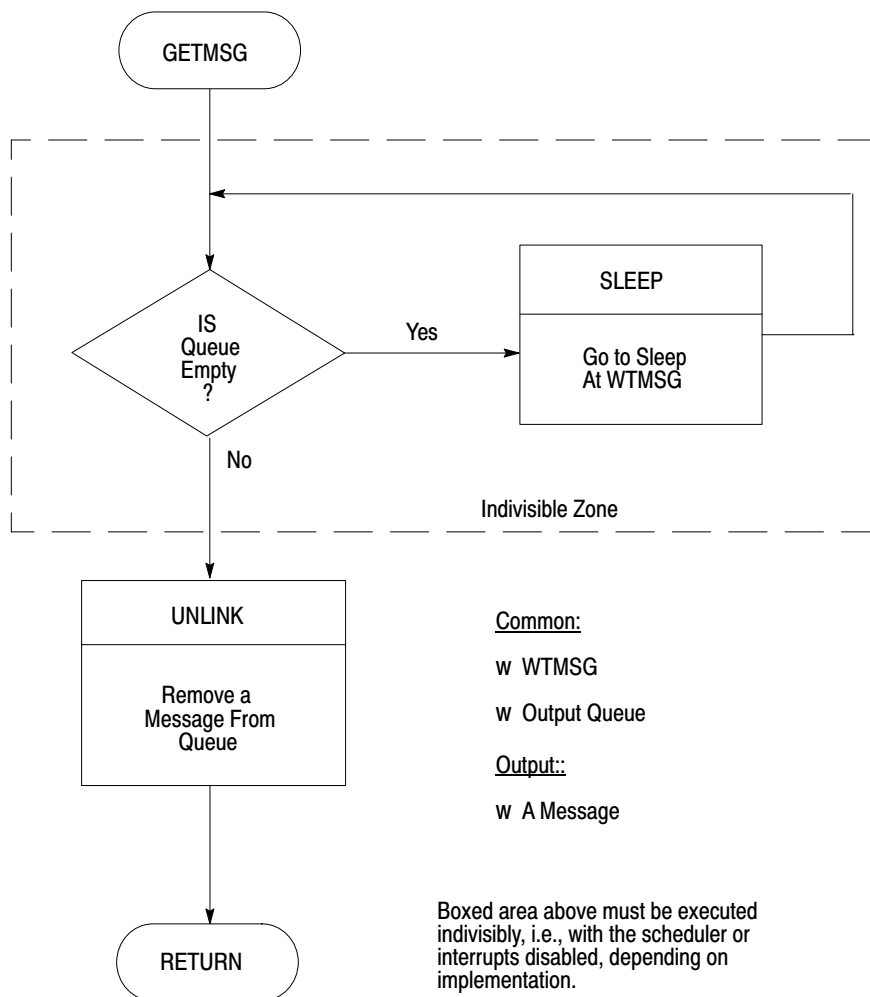 GETMSG
IS
Queue
Empty
?
Yes
SLEEP
Go to Sleep
At WTMSG
No
Indivisible Zone
UNLINK
Remove a
Message From
Queue
Common:
w WTMSG
w Output Queue
Output::
w A Message
RETURN
Boxed area above must be executed
indivisibly, i.e., with the scheduler or
interrupts disabled, depending on
implementation.